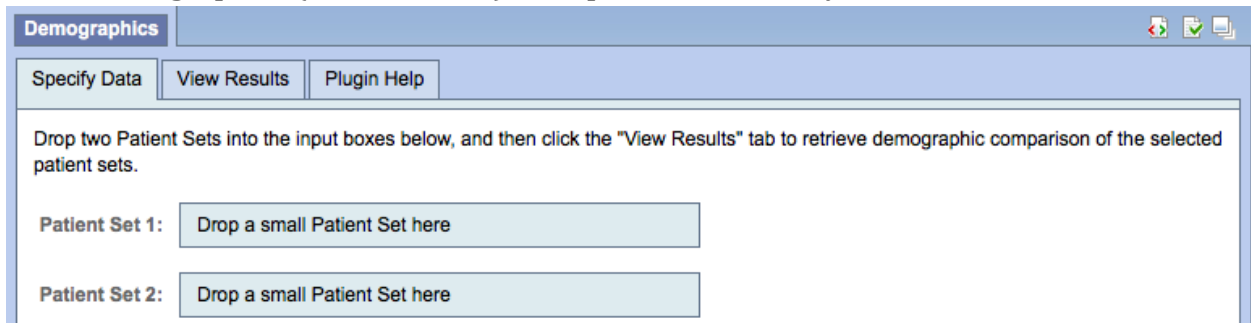 Demographics
Specify Data View Results Plugin Help
Drop two Patient Sets into the input boxes below, and then click the "View Results" tab to retrieve demographic comparison of the selected
patient sets.
Patient Set 1: Drop a small Patient Set here
Patient Set 2: Drop a small Patient Set here